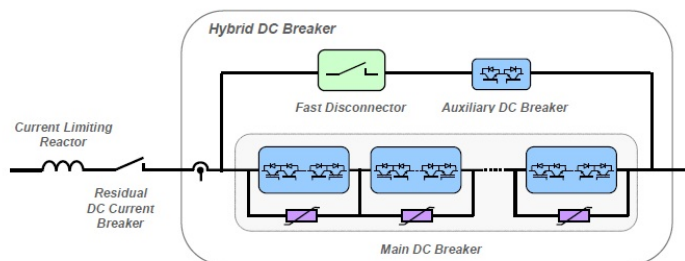 Hybrid DC Breaker
Fast Disconnector
Auxiliary DC Breaker
Current Limiting
Reactor
Residual
DC Current
Breaker
Main DC Breaker